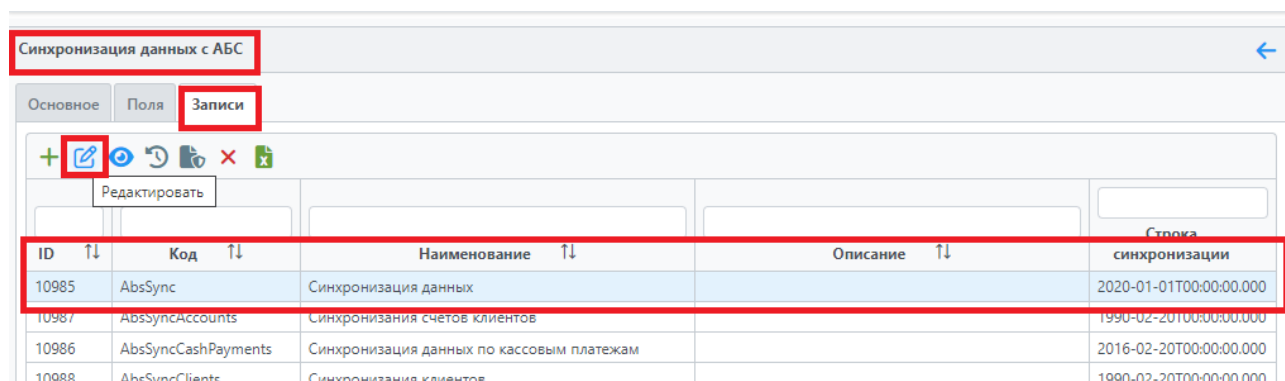 Синхронизация данных с АБС
Основное Поля Записи
Редактировать
ID Код Наименование Описание Строка синхронизации
10985 AbsSync Синхронизация данных 2020-01-01T00:00:00.000
10987 AbsSyncAccounts Синхронизания счетов клиентов 1990-02-20T00:00:00.000
10986 AbsSyncCashPayments Синхронизация данных по кассовым платежам 2016-02-20T00:00:00.000
10988 AbsSyncClients Синхронизация клиентов 1990-02-20T00:00:00.000